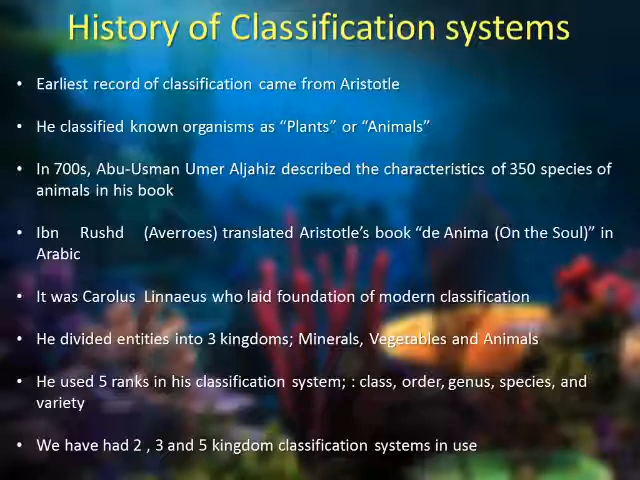 History of Classification systems
• Earliest record of classification came from Aristotle
• He classified known organisms as “Plants” or “Animals”
• In 700s, Abu-Usman Umer Aljahiz described the characteristics of 350 species of
animals in his book
• Ibn Rushd (Averroes) translated Aristotle’s book “de Anima (On the Soul)” in
Arabic
• It was Carolus Linnaeus who laid foundation of modern classification
• He divided entities into 3 kingdoms; Minerals, Vegetables and Animals
• He used 5 ranks in his classification system; : class, order, genus, species, and
variety
• We have had 2 , 3 and 5 kingdom classification systems in use